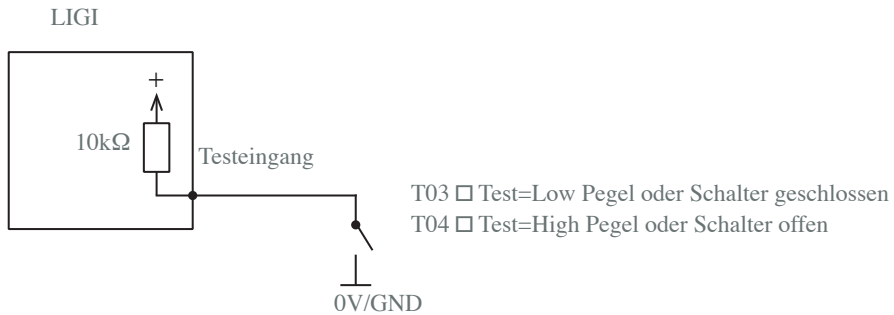 LIGI
+
10kΩ
Testeingang
T03 □ Test=Low Pegel oder Schalter geschlossen
T04 □ Test=High Pegel oder Schalter offen
0V/GND